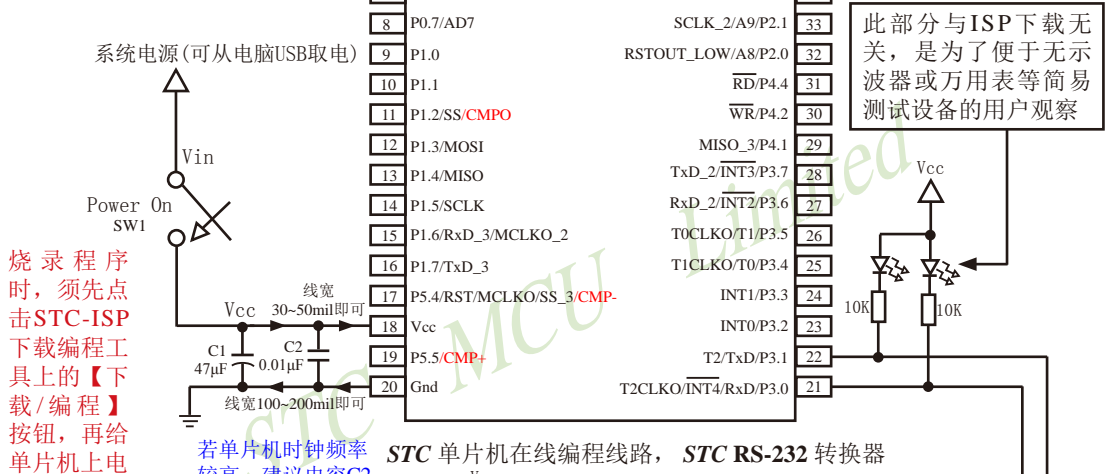 8 P0.7/AD7
9 P1.0
10 P1.1
11 P1.2/SS/CMPO
12 P1.3/MOSI
13 P1.4/MISO
14 P1.5/SCLK
15 P1.6/RxD_3/MCLKO_2
16 P1.7/TxD_3
17 P5.4/RST/MCLKO/SS_3/CMP-
18 Vcc
19 P5.5/CMP+
20 Gnd
SCLK_2/A9/P2.1 33
RSTOUT_LOW/A8/P2.0 32
RD/P4.4 31
WR/P4.2 30
MISO_3/P4.1 29
TxD_2/INT3/P3.7 28
RxD_2/INT2/P3.6 27
T0CLKO/T1/P3.5 26
T1CLKO/T0/P3.4 25
INT1/P3.3 24
INT0/P3.2 23
T2/TxD/P3.1 22
T2CLKO/INT4/RxD/P3.0 21
系统电源(可从电脑USB取电)
Vin
Power On
SW1
烧录程序
时，须先点
击STC-ISP
下载编程工
具上的【下
载/编程】
按钮，再给
单片机上电
Vcc
线宽
30~50mil即可
C1
47μF
C2
0.01μF
线宽100~200mil即可
此部分与ISP下载无
关，是为了便于无示
波器或万用表等简易
测试设备的用户观察
Vcc
10K
10K
STC MCU Limited
若单片机时钟频率
STC 单片机在线编程线路， STC RS-232 转换器